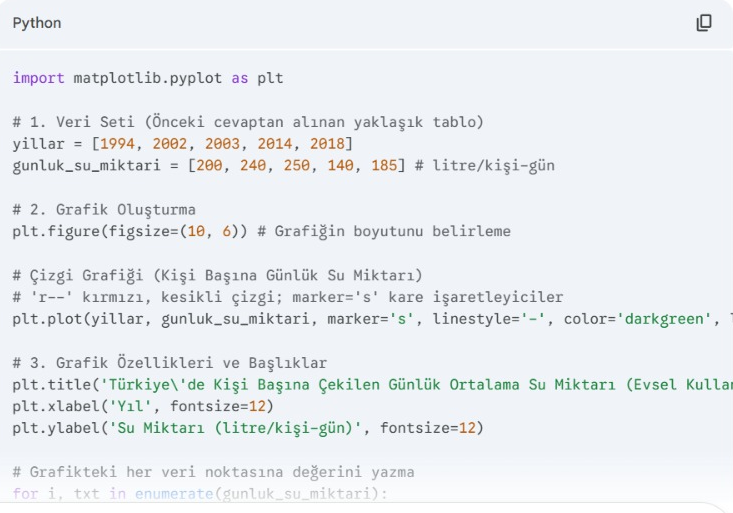 Python
import matplotlib.pyplot as plt
# 1. Veri Seti (Önceki cevaptan alınan yaklaşık tablo)
yillar = [1994, 2002, 2003, 2014, 2018]
gunluk_su_miktari = [200, 240, 250, 140, 185] # litre/kişi-gün
# 2. Grafik Oluşturma
plt.figure(figsize=(10, 6)) # Grafiğin boyutunu belirleme
# Çizgi Grafiği (Kişi Başına Günlük Su Miktarı)
# 'r--' kırmızı, kesikli çizgi; marker='s' kare işaretleyiciler
plt.plot(yillar, gunluk_su_miktari, marker='s', linestyle='-', color='darkgreen',
# 3. Grafik Özellikleri ve Başlıklar
plt.title('Türkiye\'de Kişi Başına Çekilen Günlük Ortalama Su Miktarı (Evsel
plt.xlabel('Yıl', fontsize=12)
plt.ylabel('Su Miktarı (litre/kişi-gün)', fontsize=12)
# Grafikteki her veri noktasına değerini yazma
for i, txt in enumerate(gunluk_su_miktari):